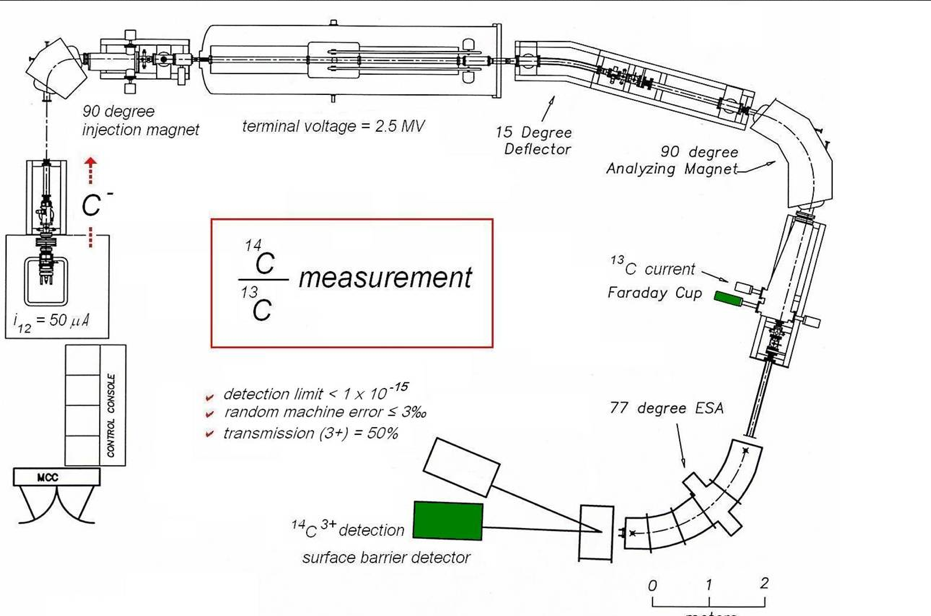 90 degree
injection magnet
terminal voltage = 2.5 MV
15 Degree
Deflector
90 degree
Analyzing Magnet
C⁻
i₁₂ = 50 µA
¹⁴C
¹³C
measurement
¹³C current
Faraday Cup
detection limit < 1 x 10⁻¹⁵
random machine error ≤ 3‰
transmission (3+) = 50%
77 degree ESA
CONTROL CONSOLE
MCC
¹⁴C ³⁺ detection
surface barrier detector
0 1 2